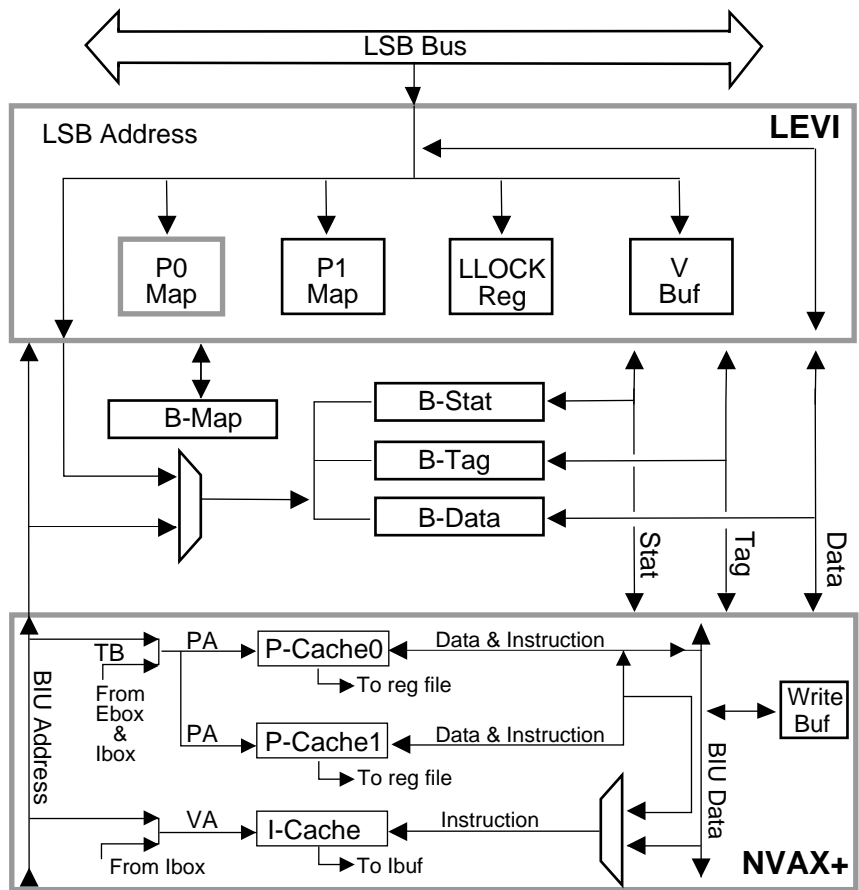 LSB Bus
LSB Address
LEVI
P0
Map
P1
Map
LLOCK
Reg
V
Buf
B-Map
B-Stat
B-Tag
B-Data
Stat
Tag
Data
BIU Address
TB
From
Ebox
&
Ibox
PA
P-Cache0
Data & Instruction
To reg file
PA
P-Cache1
Data & Instruction
To reg file
VA
I-Cache
Instruction
From Ibox
To Ibuf
BIU Data
Write
Buf
NVAX+